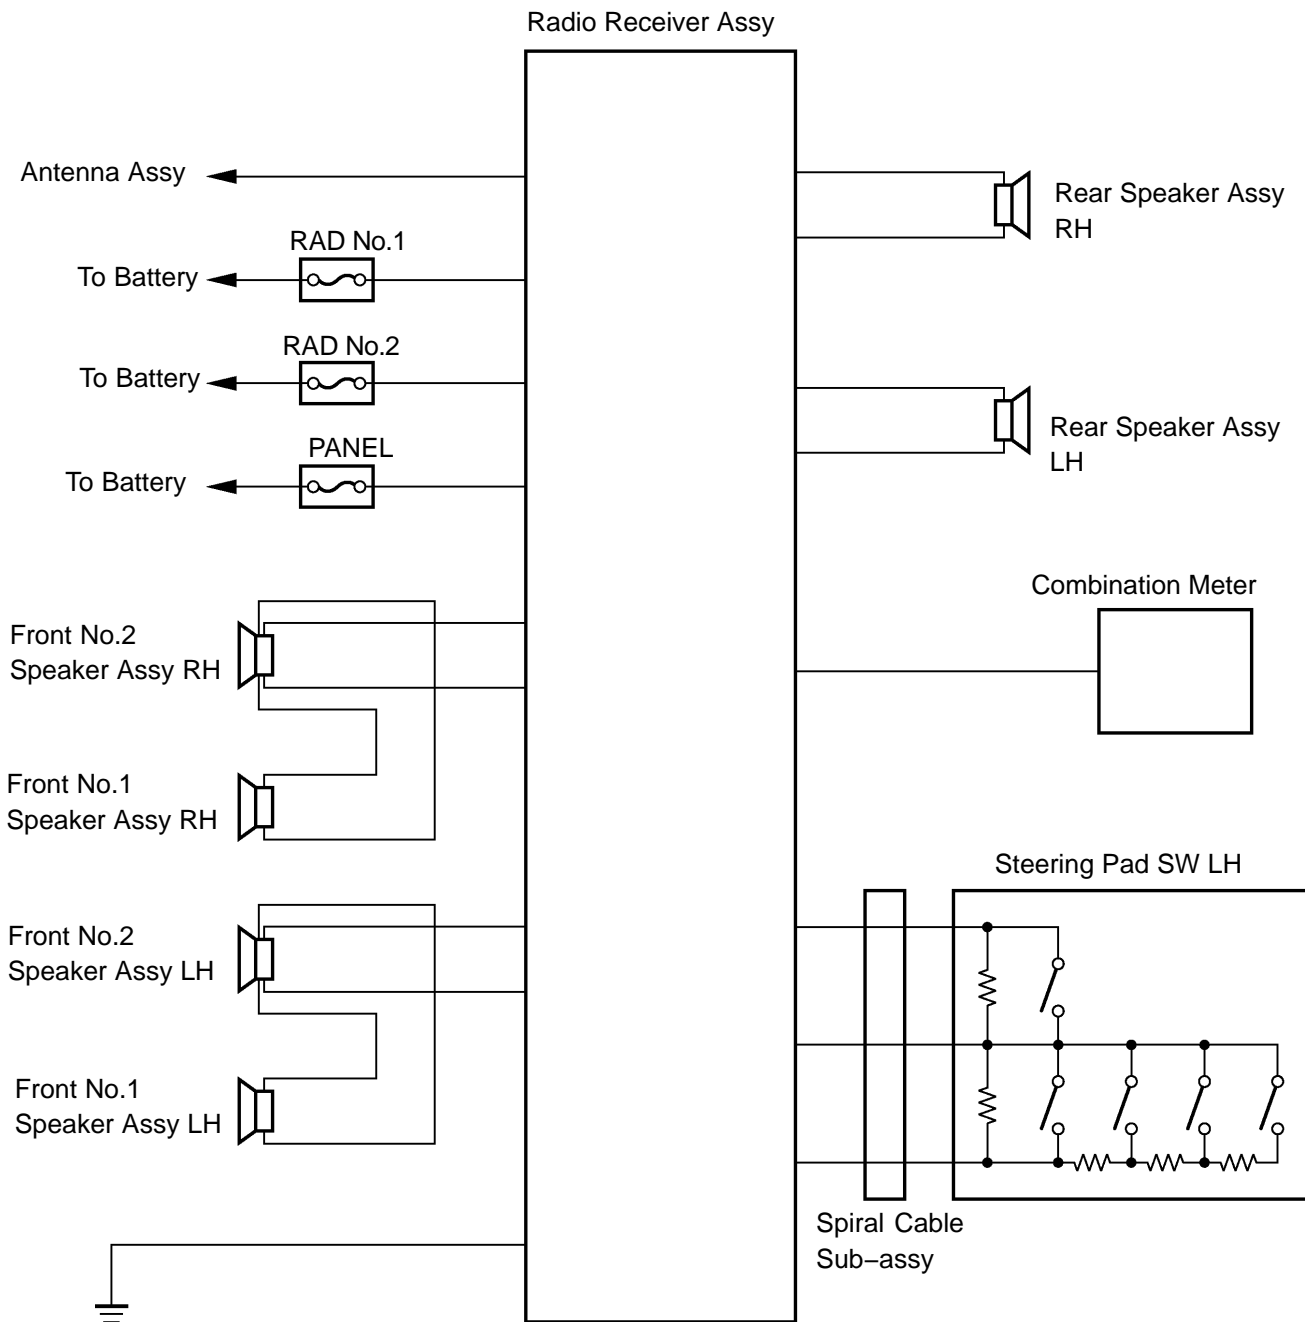 Radio Receiver Assy
Antenna Assy
RAD No.1
To Battery
RAD No.2
To Battery
PANEL
To Battery
Front No.2
Speaker Assy RH
Front No.1
Speaker Assy RH
Front No.2
Speaker Assy LH
Front No.1
Speaker Assy LH
Rear Speaker Assy
RH
Rear Speaker Assy
LH
Combination Meter
Steering Pad SW LH
Spiral Cable
Sub−assy